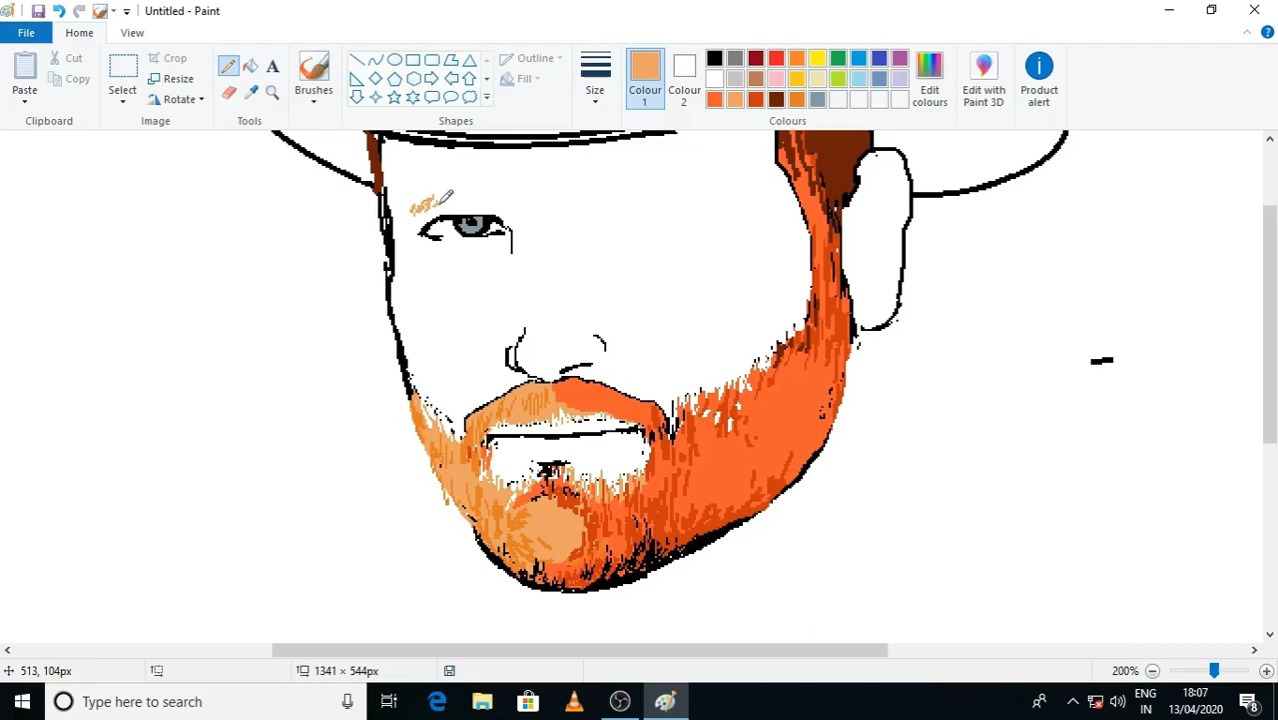 Untitled - Paint
File Home View
Paste
Cut
Copy
Clipboard
Select
Crop
Resize
Rotate
Image
Tools
Brushes
Outline
Fill
Shapes
Size
Colour 1
Colour 2
Edit colours
Colours
Edit with Paint 3D
Product alert
513, 104px
1341 × 544px
200%
Type here to search
ENG
IN
18:07
13/04/2020
8